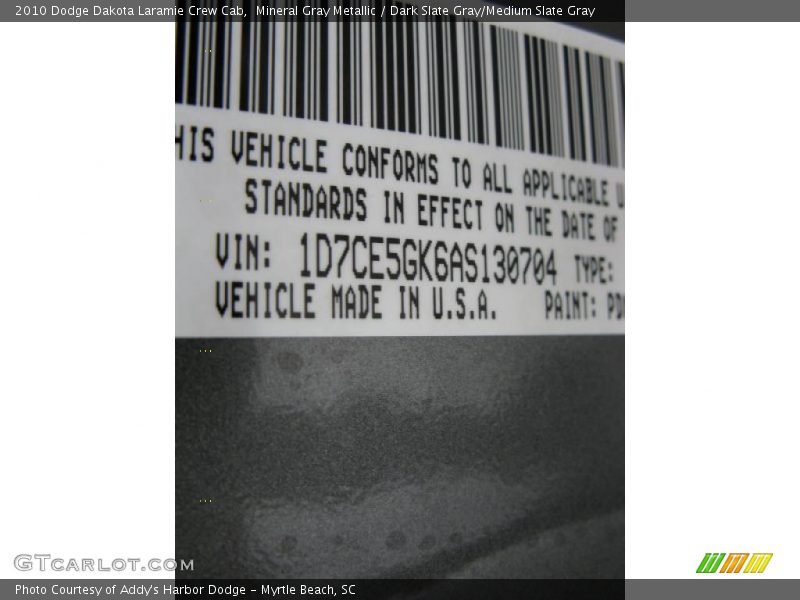 2010 Dodge Dakota Laramie Crew Cab,  Mineral Gray Metallic / Dark Slate Gray/Medium Slate Gray
HIS VEHICLE CONFORMS TO ALL APPLICABLE U
STANDARDS IN EFFECT ON THE DATE OF
VIN: 1D7CE5GK6AS130704 TYPE:
VEHICLE MADE IN U.S.A. PAINT: PD
GTCARLOT.COM
Photo Courtesy of Addy's Harbor Dodge - Myrtle Beach, SC